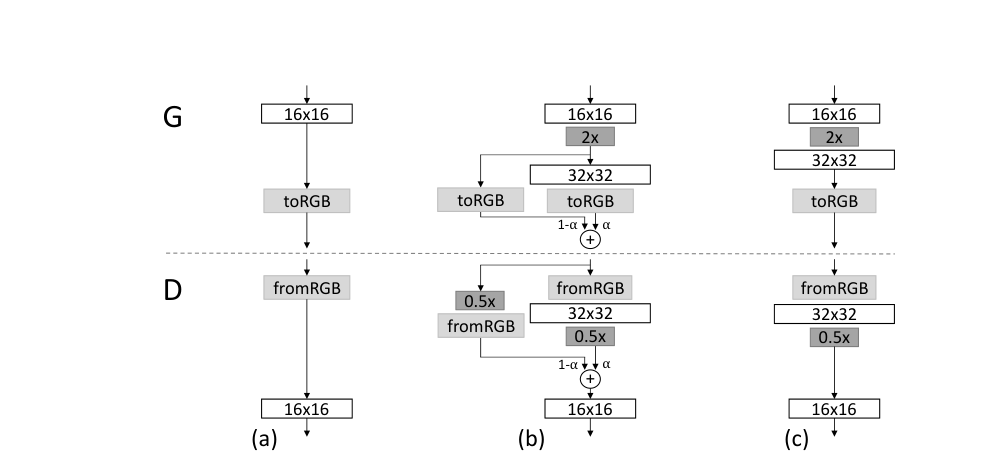 G
16x16
16x16
16x16
2x
2x
32x32
32x32
toRGB
toRGB
toRGB
toRGB
1-α
α
+
D
fromRGB
fromRGB
fromRGB
0.5x
32x32
32x32
fromRGB
0.5x
0.5x
1-α
α
+
16x16
16x16
16x16
(a)
(b)
(c)